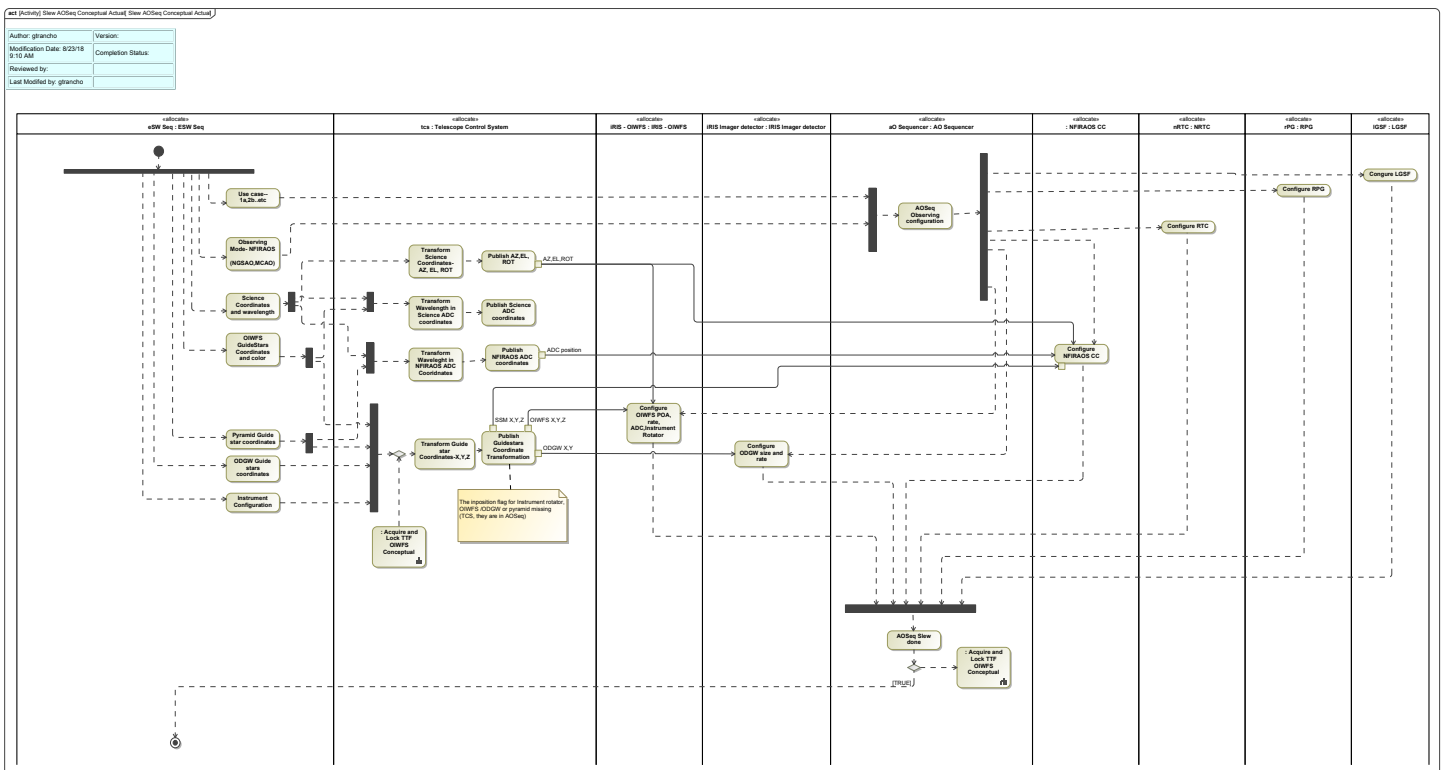 act [Activity] Slew AOSeq Conceptual Actual[ Slew AOSeq Conceptual Actual]
Author: gtrancho
Version:
Modification Date: 8/23/18
9:10 AM
Completion Status:
Reviewed by:
Last Modifed by: gtrancho
«allocate»
eSW Seq : ESW Seq
«allocate»
tcs : Telescope Control System
«allocate»
iRIS - OIWFS : IRIS - OIWFS
«allocate»
iRIS Imager detector : IRIS Imager detector
«allocate»
aO Sequencer : AO Sequencer
«allocate»
: NFIRAOS CC
«allocate»
nRTC : NRTC
«allocate»
rPG : RPG
«allocate»
lGSF : LGSF
Use case--
1a,2b..etc
Observing
Mode- NFIRAOS
(NGSAO,MCAO)
Science
Coordinates
and wavelength
OIWFS
GuideStars
Coordinates
and color
Pyramid Guide
star coordinates
ODGW Guide
stars
coordinates
Instrument
Configuration
Transform
Science
Coordinates-
AZ, EL, ROT
Publish AZ,EL,
ROT
AZ,EL,ROT
Transform
Wavelength in
Science ADC
coordinates
Publish Science
ADC
coordinates
Transform
Wavelenght in
NFIRAOS ADC
Cooridnates
Publish
NFIRAOS ADC
coordinates
ADC position
SSM X,Y,Z
OIWFS X,Y,Z
Transform Guide
star
Coordinates-X,Y,Z
Publish
Guidestars
Coordinate
Transformation
ODGW X,Y
The inposition flag for Instrument rotator,
OIWFS /ODGW or pyramid missing
(TCS, they are in AOSeq)
: Acquire and
Lock TTF
OIWFS
Conceptual
Configure
OIWFS POA,
rate,
ADC,Instrument
Rotator
Configure
ODGW size and
rate
AOSeq
Observing
configuration
Configure
NFIRAOS CC
Configure RTC
Configure RPG
Congure LGSF
AOSeq Slew
done
: Acquire and
Lock TTF
OIWFS
Conceptual
[TRUE]